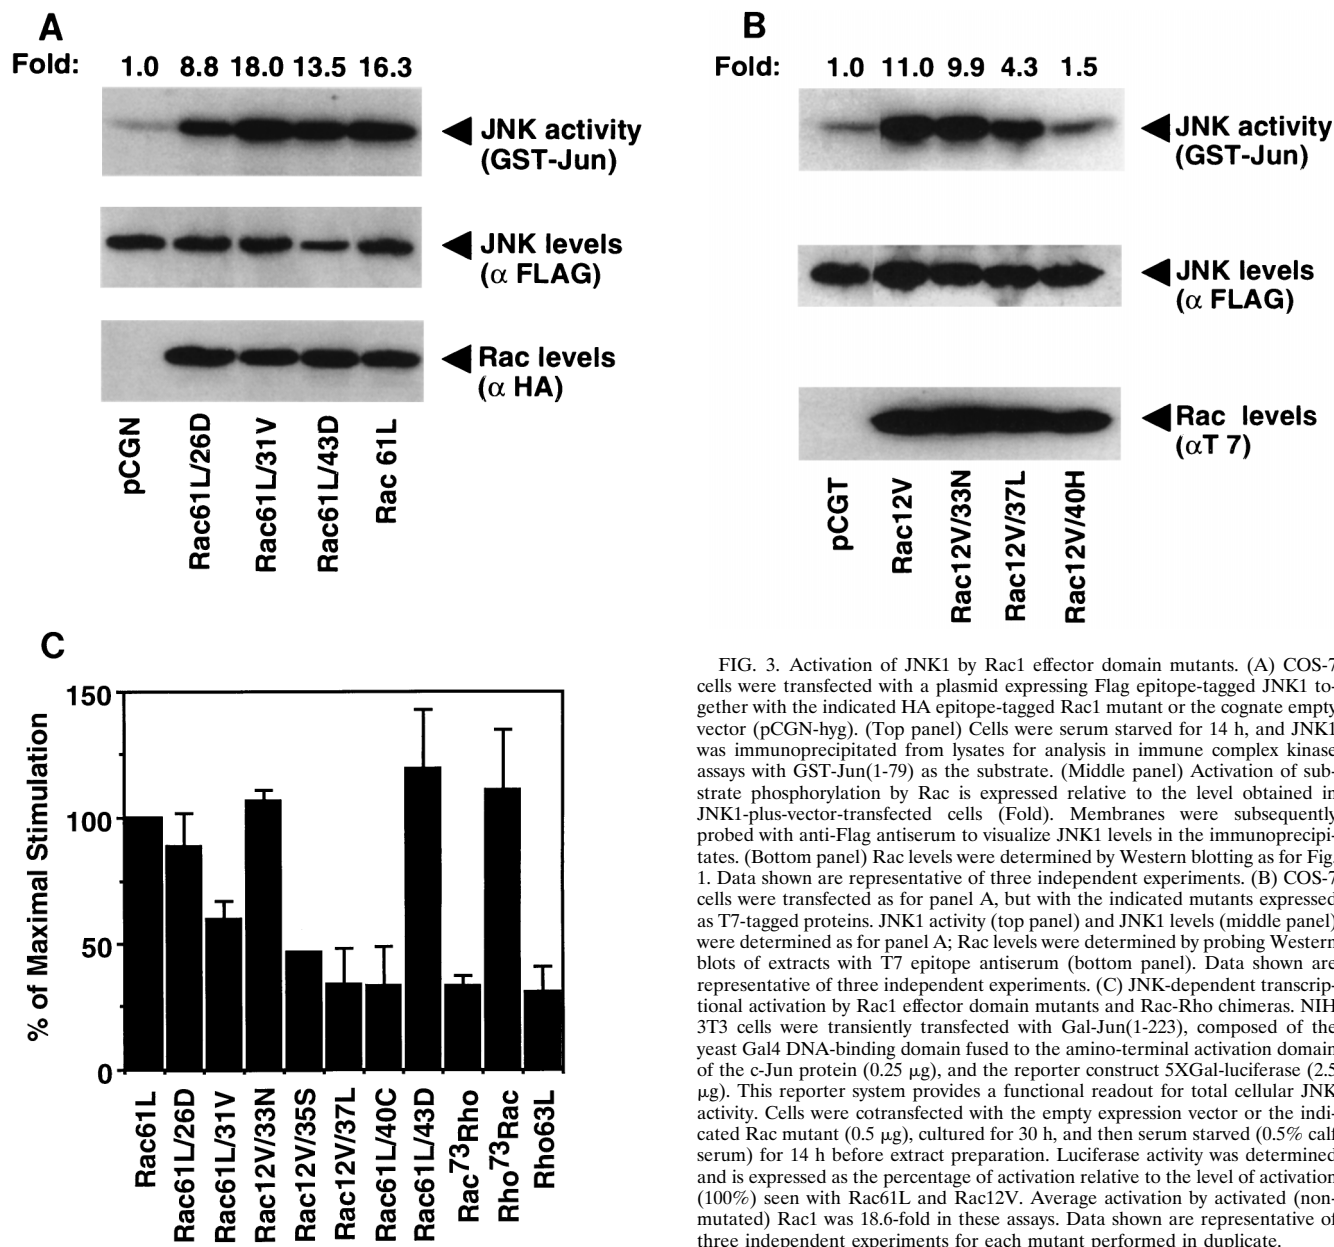 A
Fold: 1.0 8.8 18.0 13.5 16.3
JNK activity
(GST-Jun)
JNK levels
(α FLAG)
Rac levels
(α HA)
pCGN
Rac61L/26D
Rac61L/31V
Rac61L/43D
Rac 61L
B
Fold: 1.0 11.0 9.9 4.3 1.5
JNK activity
(GST-Jun)
JNK levels
(α FLAG)
Rac levels
(αT 7)
pCGT
Rac12V
Rac12V/33N
Rac12V/37L
Rac12V/40H
C
% of Maximal Stimulation
150
100
50
0
Rac61L
Rac61L/26D
Rac61L/31V
Rac12V/33N
Rac12V/35S
Rac12V/37L
Rac61L/40C
Rac61L/43D
Rac73Rho
Rho73Rac
Rho63L
FIG. 3. Activation of JNK1 by Rac1 effector domain mutants. (A) COS-7
cells were transfected with a plasmid expressing Flag epitope-tagged JNK1 to-
gether with the indicated HA epitope-tagged Rac1 mutant or the cognate empty
vector (pCGN-hyg). (Top panel) Cells were serum starved for 14 h, and JNK1
was immunoprecipitated from lysates for analysis in immune complex kinase
assays with GST-Jun(1-79) as the substrate. (Middle panel) Activation of sub-
strate phosphorylation by Rac is expressed relative to the level obtained in
JNK1-plus-vector-transfected cells (Fold). Membranes were subsequently
probed with anti-Flag antiserum to visualize JNK1 levels in the immunoprecipi-
tates. (Bottom panel) Rac levels were determined by Western blotting as for Fig.
1. Data shown are representative of three independent experiments. (B) COS-7
cells were transfected as for panel A, but with the indicated mutants expressed
as T7-tagged proteins. JNK1 activity (top panel) and JNK1 levels (middle panel)
were determined as for panel A; Rac levels were determined by probing Western
blots of extracts with T7 epitope antiserum (bottom panel). Data shown are
representative of three independent experiments. (C) JNK-dependent transcrip-
tional activation by Rac1 effector domain mutants and Rac-Rho chimeras. NIH
3T3 cells were transiently transfected with Gal-Jun(1-223), composed of the
yeast Gal4 DNA-binding domain fused to the amino-terminal activation domain
of the c-Jun protein (0.25 μg), and the reporter construct 5XGal-luciferase (2.5
μg). This reporter system provides a functional readout for total cellular JNK
activity. Cells were cotransfected with the empty expression vector or the indi-
cated Rac mutant (0.5 μg), cultured for 30 h, and then serum starved (0.5% calf
serum) for 14 h before extract preparation. Luciferase activity was determined
and is expressed as the percentage of activation relative to the level of activation
(100%) seen with Rac61L and Rac12V. Average activation by activated (non-
mutated) Rac1 was 18.6-fold in these assays. Data shown are representative of
three independent experiments for each mutant performed in duplicate.